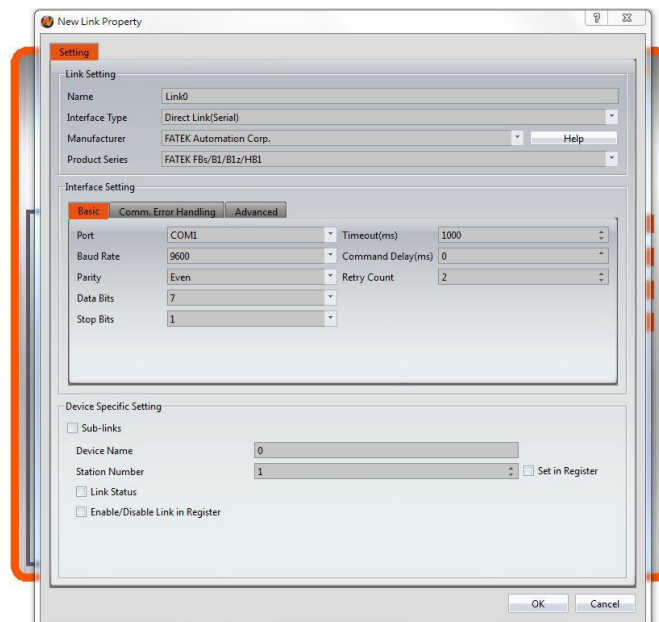 New Link Property
Setting
Link Setting
Name Link0
Interface Type Direct Link(Serial)
Manufacturer FATEK Automation Corp. Help
Product Series FATEK FBs/B1/B1z/HB1
Interface Setting
Basic Comm. Error Handling Advanced
Port COM1 Timeout(ms) 1000
Baud Rate 9600 Command Delay(ms) 0
Parity Even Retry Count 2
Data Bits 7
Stop Bits 1
Device Specific Setting
Sub-links
Device Name 0
Station Number 1 Set in Register
Link Status
Enable/Disable Link in Register
OK Cancel